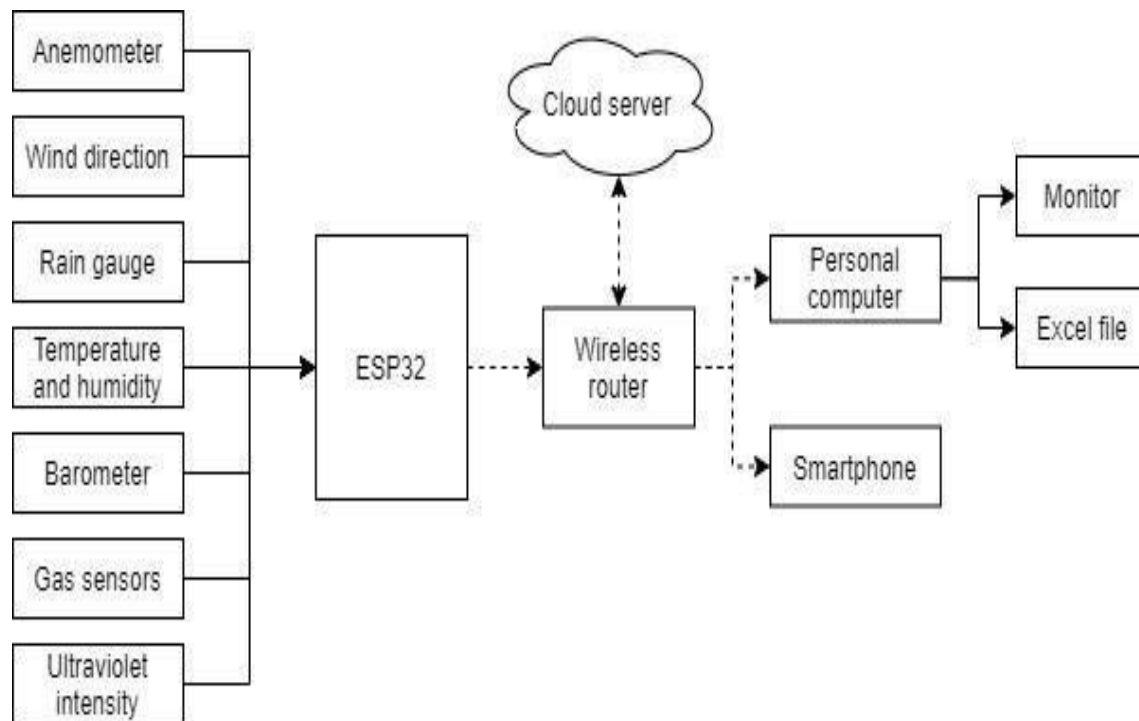 Anemometer
Wind direction
Rain gauge
Temperature
and humidity
Barometer
Gas sensors
Ultraviolet
intensity
ESP32
Cloud server
Wireless
router
Personal
computer
Smartphone
Monitor
Excel file